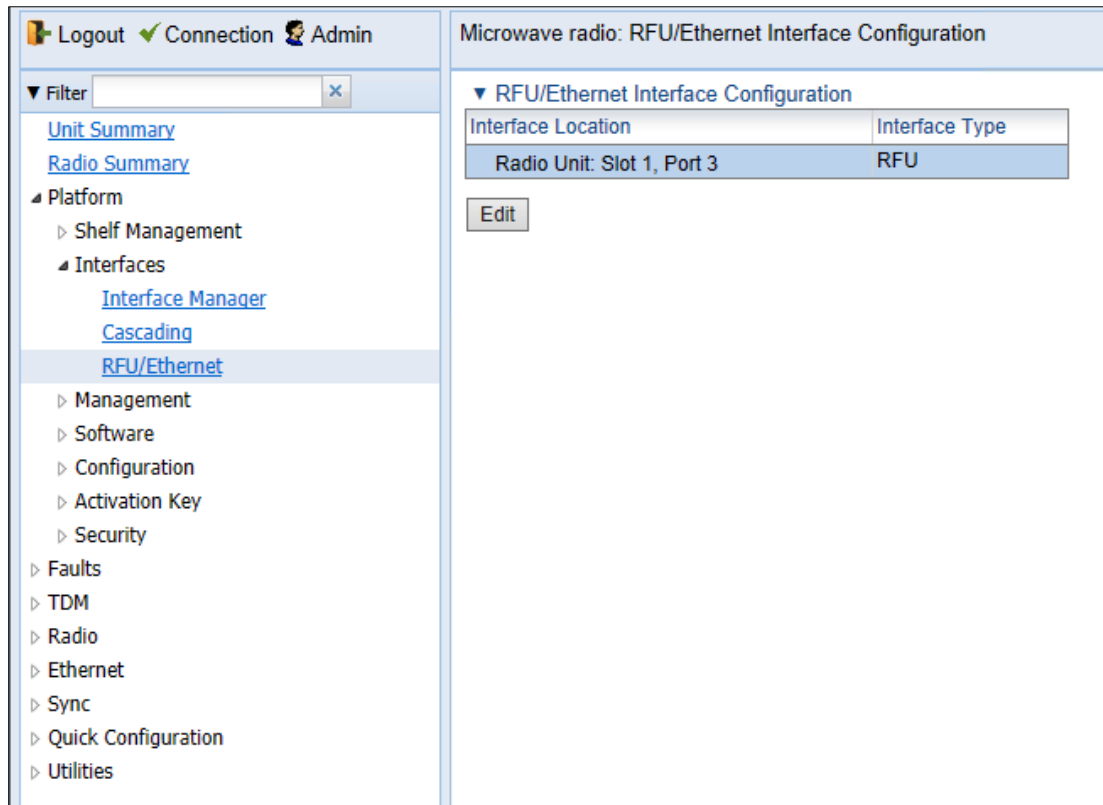 Logout Connection Admin
Filter
Unit Summary
Radio Summary
Platform
Shelf Management
Interfaces
Interface Manager
Cascading
RFU/Ethernet
Management
Software
Configuration
Activation Key
Security
Faults
TDM
Radio
Ethernet
Sync
Quick Configuration
Utilities
Microwave radio: RFU/Ethernet Interface Configuration
RFU/Ethernet Interface Configuration
Interface Location Interface Type
Radio Unit: Slot 1, Port 3 RFU
Edit